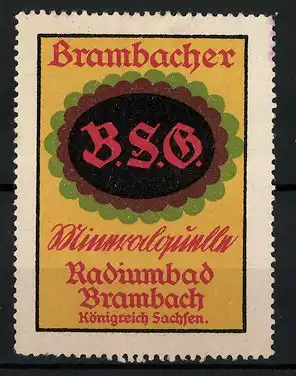 Brambacher
B.S.G.
Mineralquelle
Radiumbad
Brambach
Königreich Sachsen.